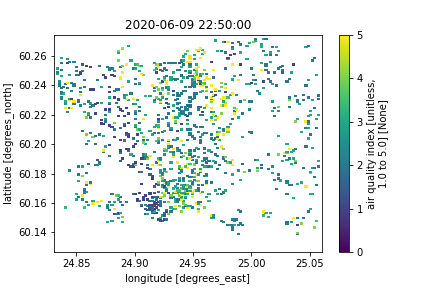 2020-06-09 22:50:00
60.26
60.24
60.22
60.20
60.18
60.16
60.14
latitude [degrees_north]
24.85 24.90 24.95 25.00 25.05
longitude [degrees_east]
5
4
3
2
1
0
air quality index [unitless,
1.0 to 5.0] [None]